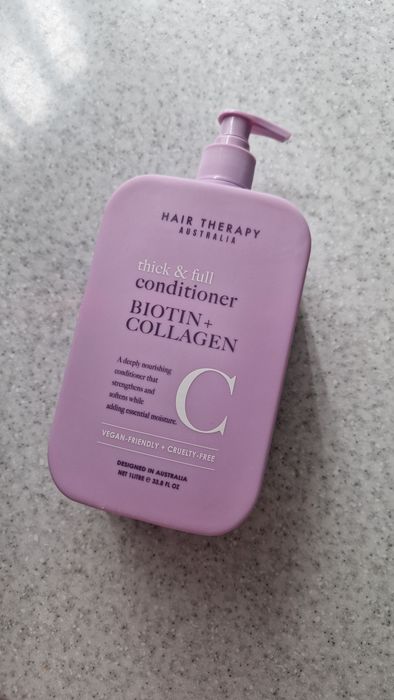 HAIR THERAPY
AUSTRALIA
thick & full
conditioner
BIOTIN+
COLLAGEN
A deeply nourishing
conditioner that
strengthens and
softens while
adding essential moisture.
C
VEGAN-FRIENDLY + CRUELTY-FREE
DESIGNED IN AUSTRALIA
NET 1LITRE ℮ 33.8 FL OZ